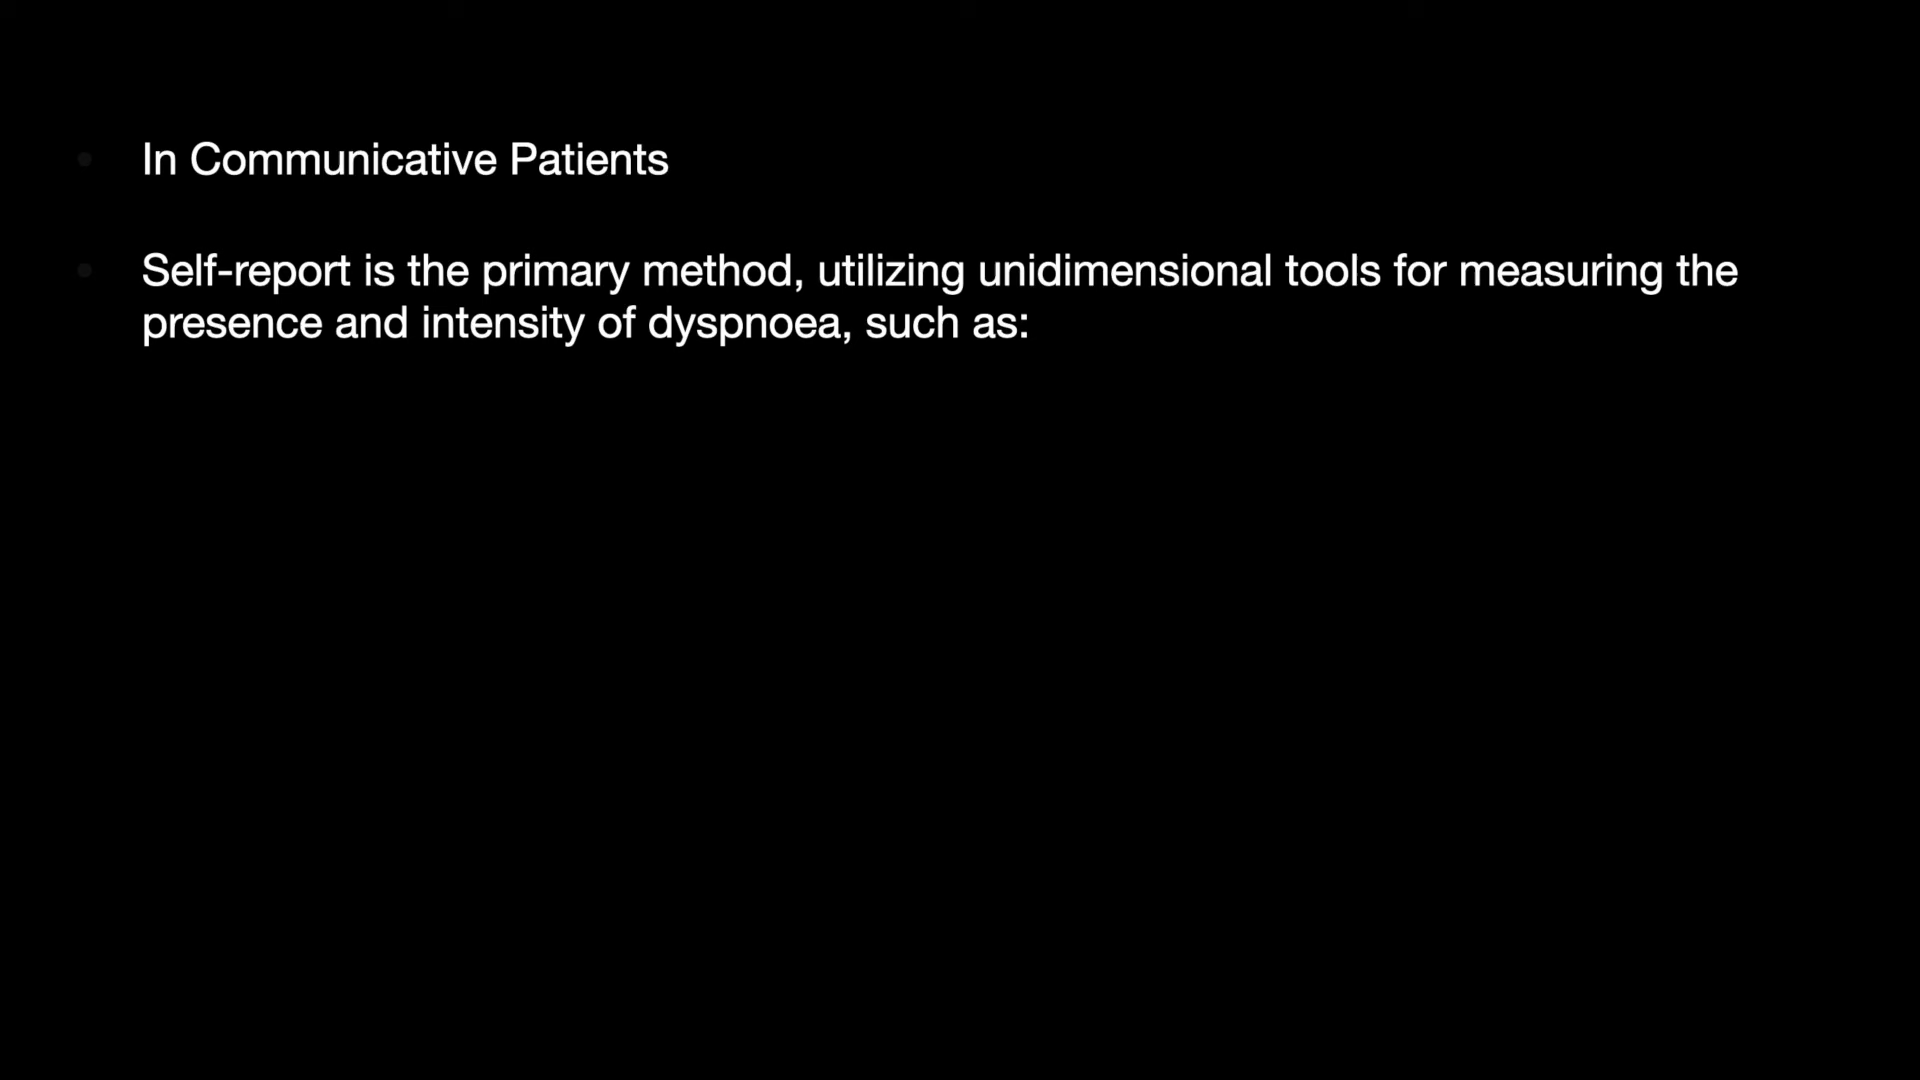 In Communicative Patients
Self-report is the primary method, utilizing unidimensional tools for measuring the
presence and intensity of dyspnoea, such as: